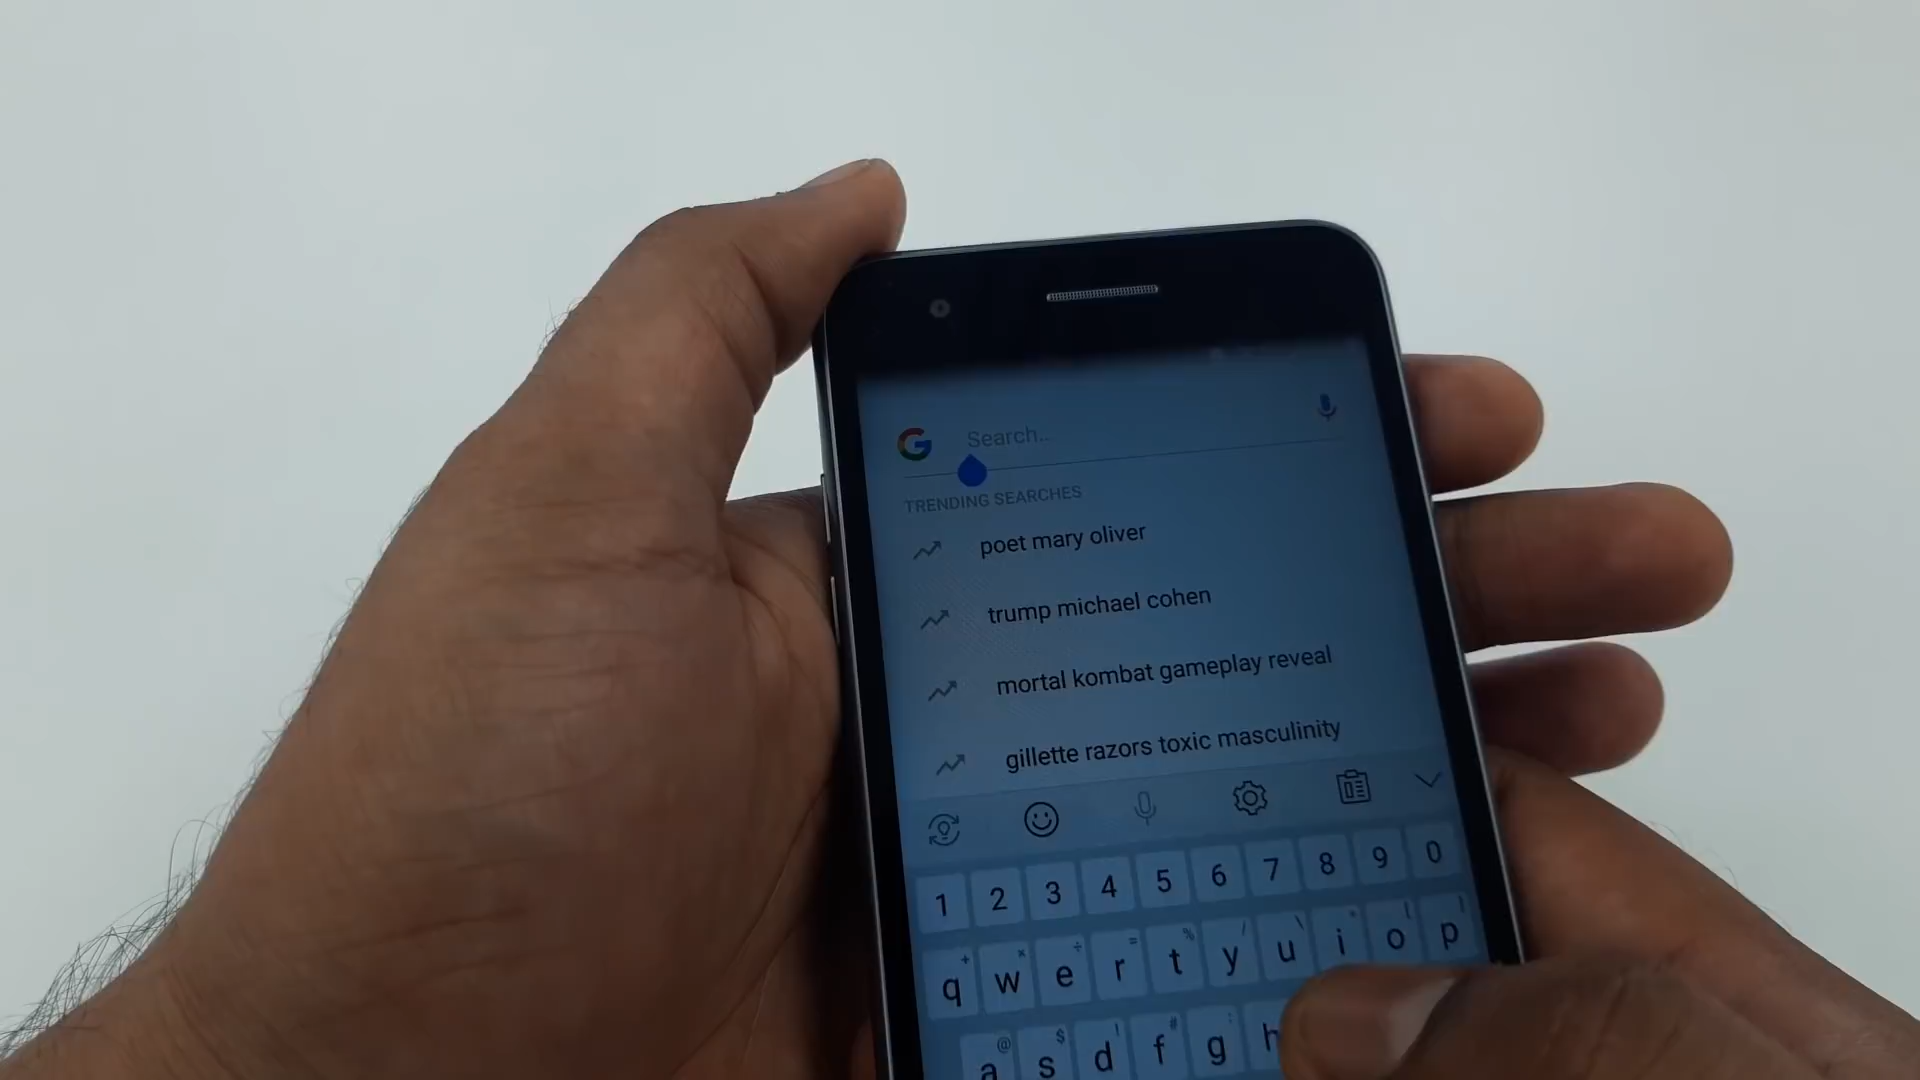 G Search...
TRENDING SEARCHES
poet mary oliver
trump michael cohen
mortal kombat gameplay reveal
gillette razors toxic masculinity
1 2 3 4 5 6 7 8 9 0
q w e r t y u i o p
a s d f g h